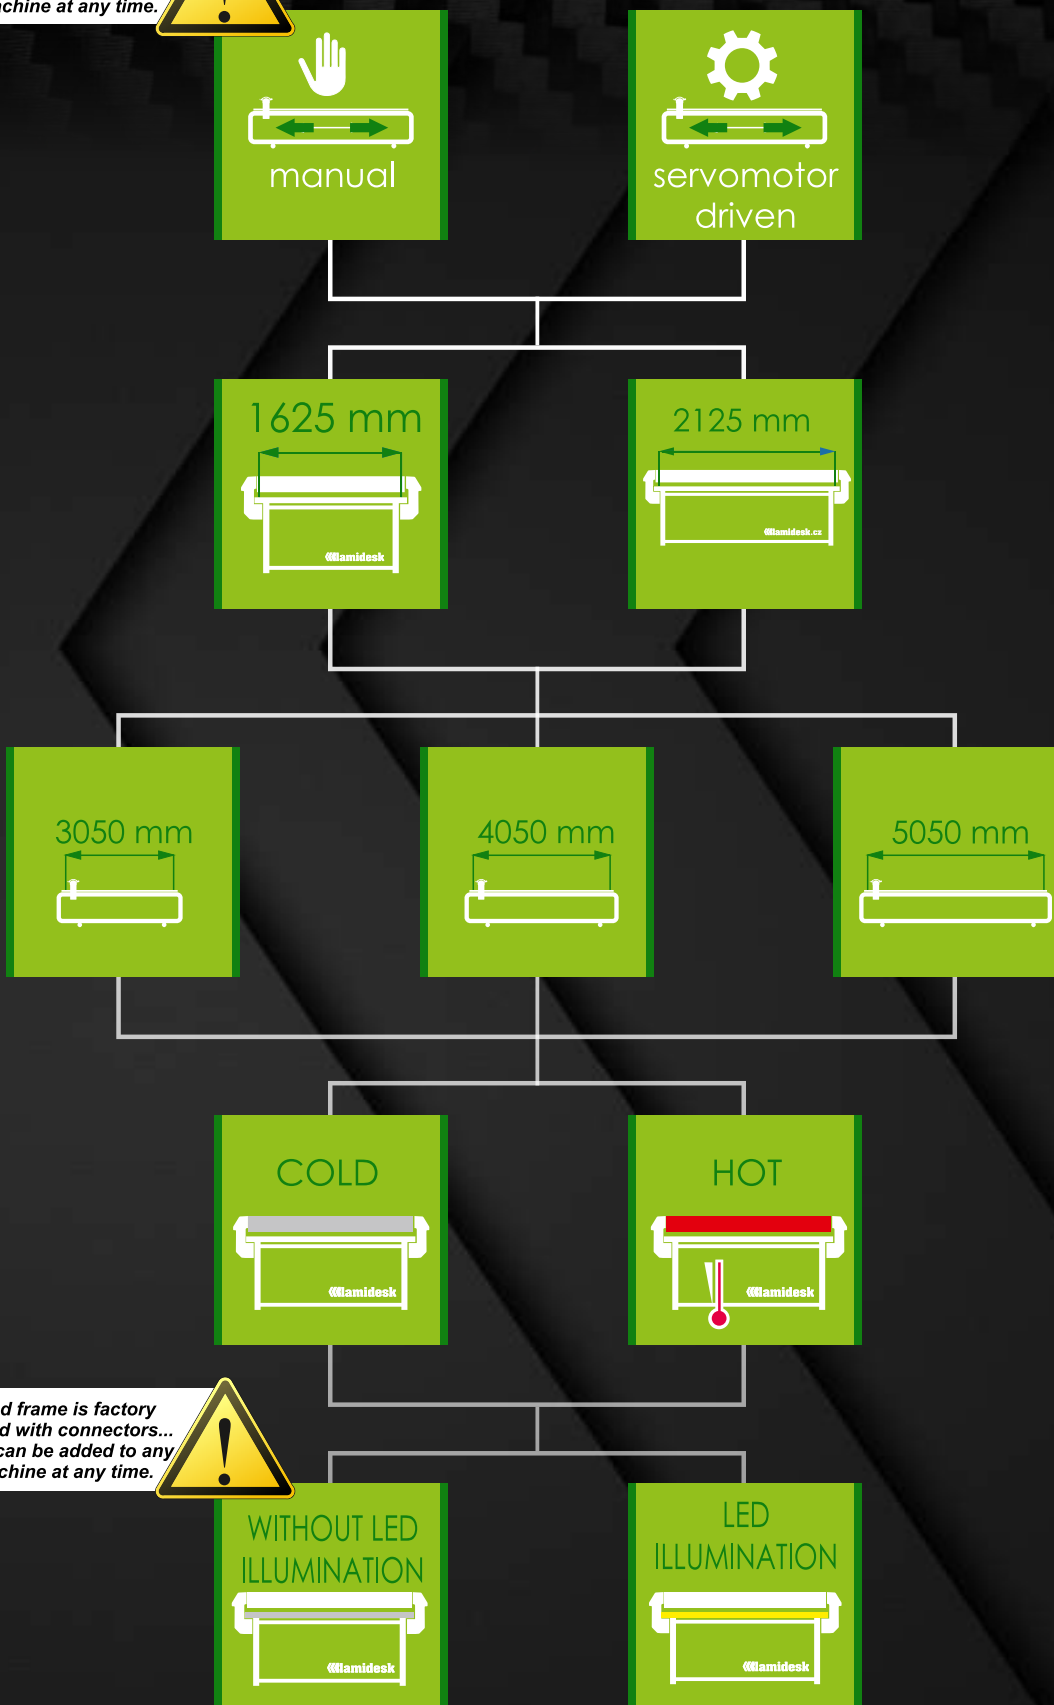 machine at any time.
manual
servomotor
driven
1625 mm
lamidesk
2125 mm
lamidesk.cz
3050 mm
4050 mm
5050 mm
COLD
lamidesk
HOT
lamidesk
frame is factory
with connectors...
can be added to any
machine at any time.
WITHOUT LED
ILLUMINATION
lamidesk
LED
ILLUMINATION
lamidesk